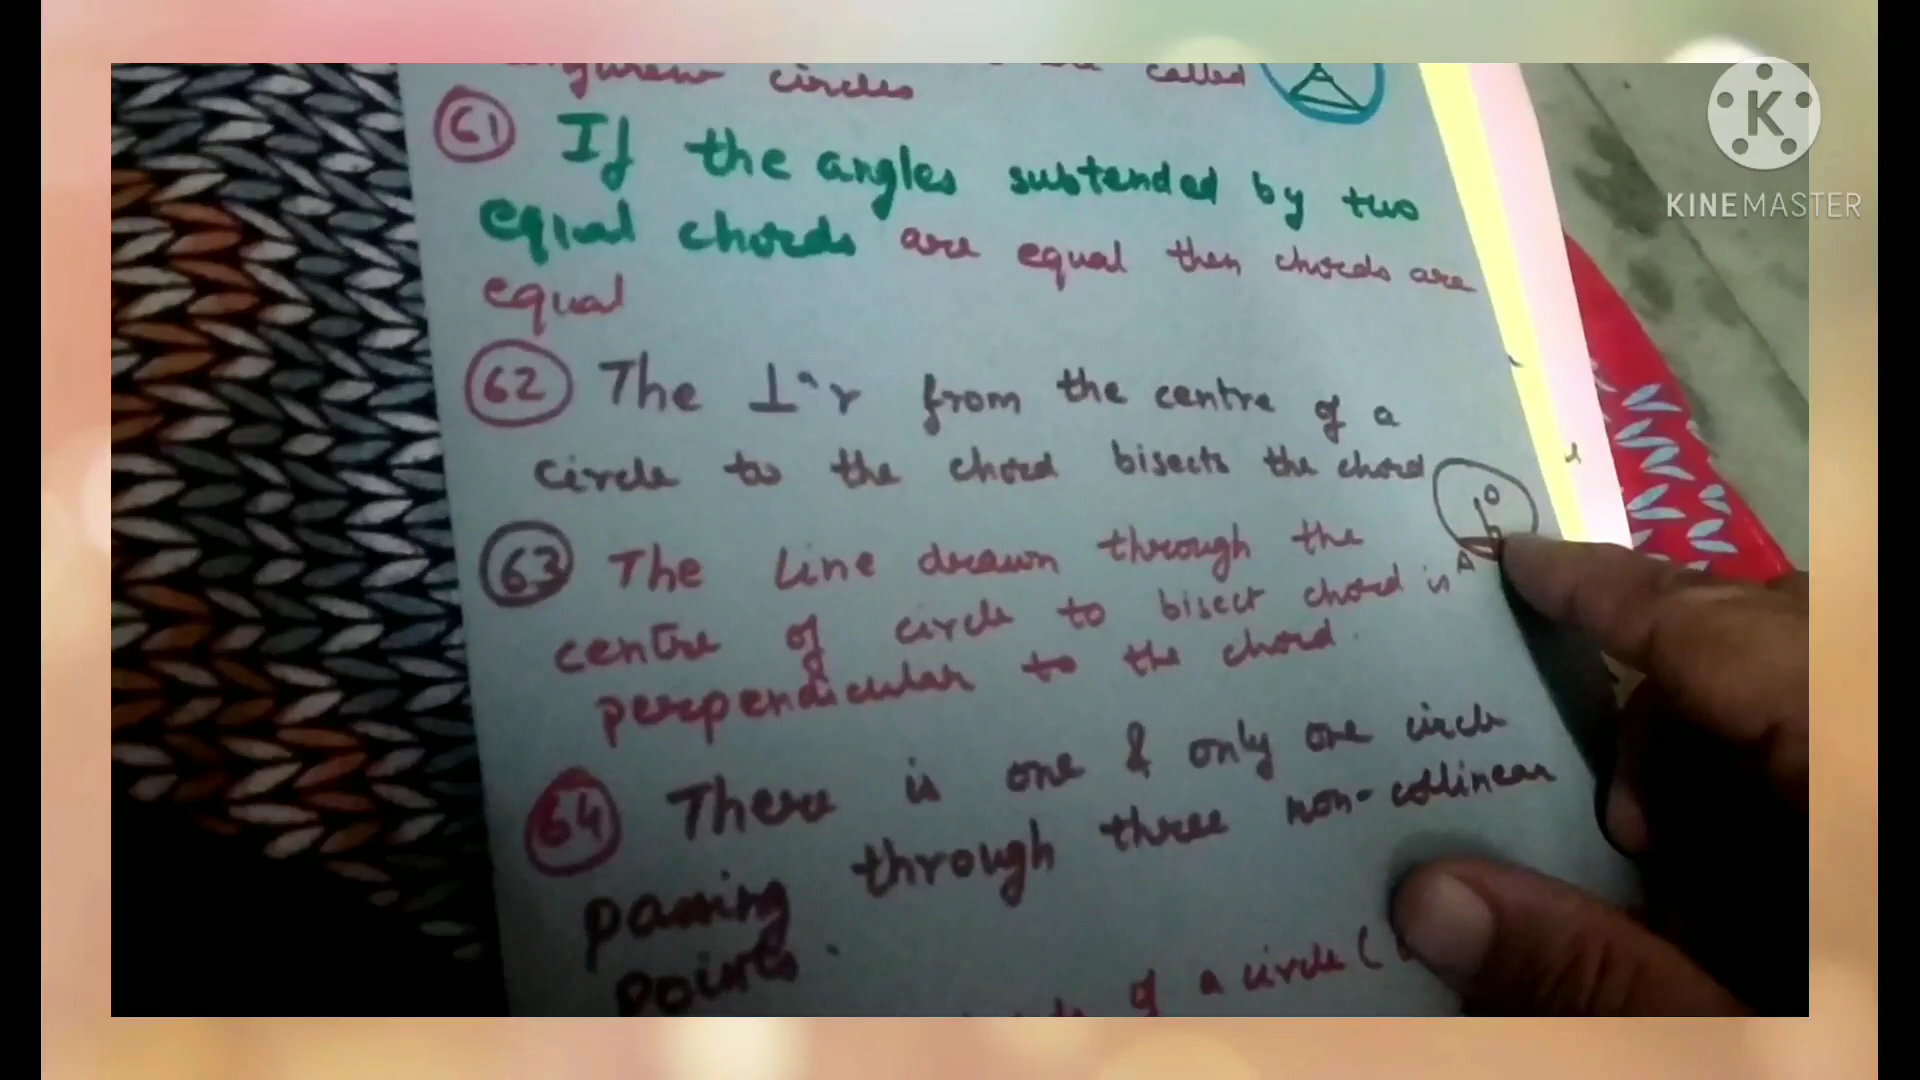 circles are called
61 If the angles subtended by two
equal chords are equal then chords are
equal
62 The ⊥ar from the centre of a
circle to the chord bisects the chord
O
A
63 The Line drawn through the
centre of circle to bisect chord is
perpendicular to the chord.
64 There is one & only one circle
passing through three non-collinear
points.
of a circle (
K
KINEMASTER